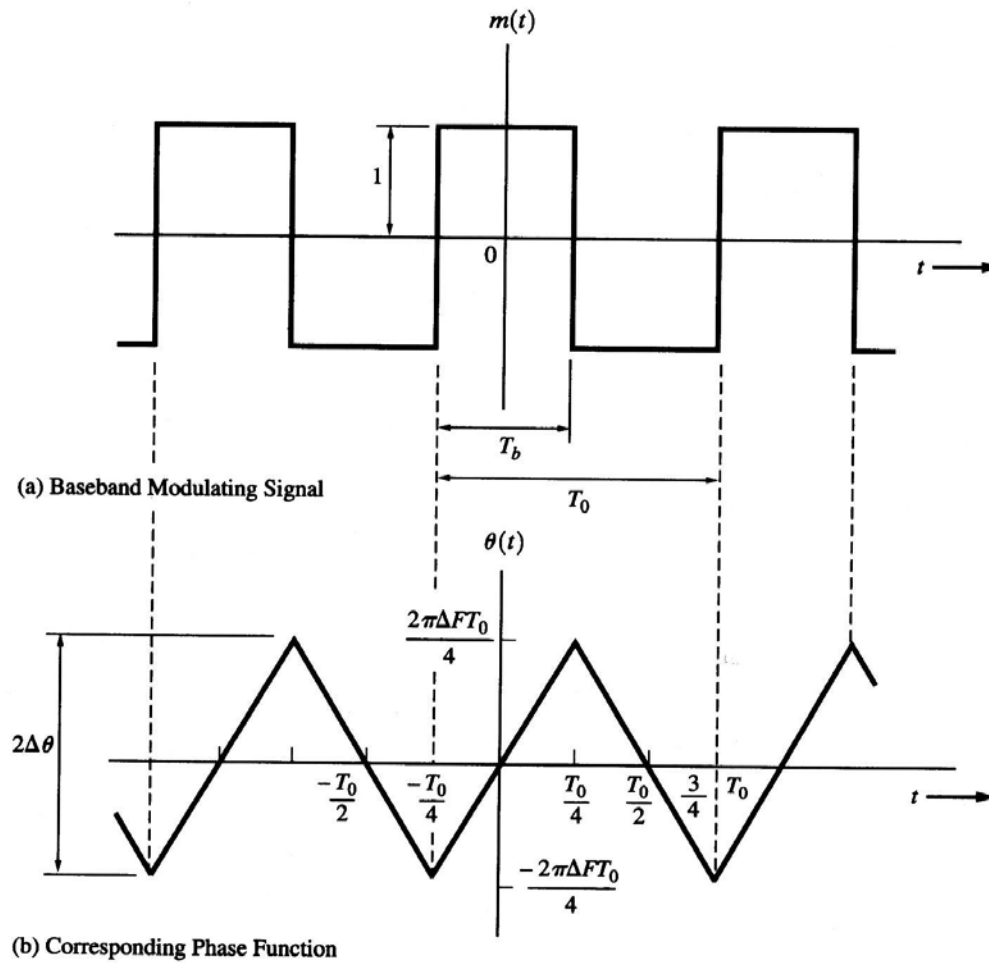 m(t)
1
0
t
T_b
(a) Baseband Modulating Signal
T_0
θ(t)
2πΔFT_0
4
2Δθ
-T_0
2
-T_0
4
T_0
4
T_0
2
3
4
T_0
t
-2πΔFT_0
4
(b) Corresponding Phase Function